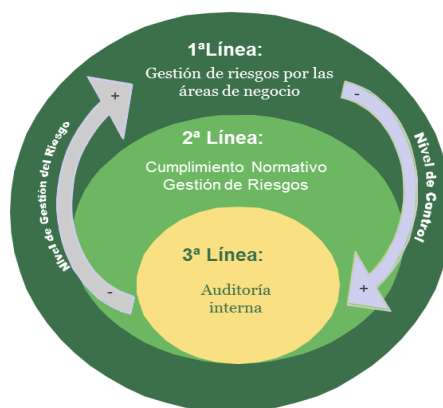 1ªLínea:
Gestión de riesgos por las
áreas de negocio
2ª Línea:
Cumplimiento Normativo
Gestión de Riesgos
3ª Línea:
Auditoría
interna
Nivel de Gestión del Riesgo
+
-
Nivel de Control
-
+